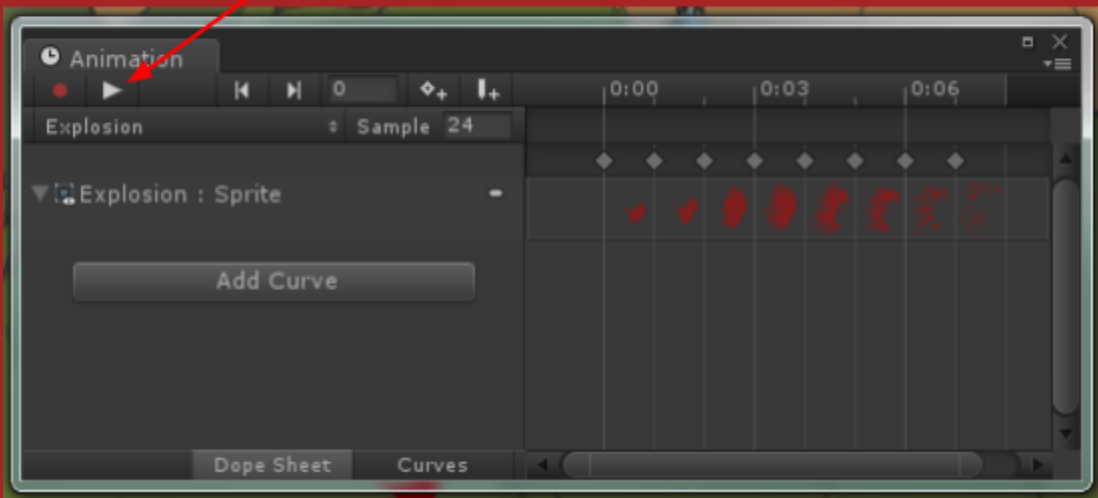 Animation
0 0:00 0:03 0:06
Explosion Sample 24
Explosion : Sprite
Add Curve
Dope Sheet Curves